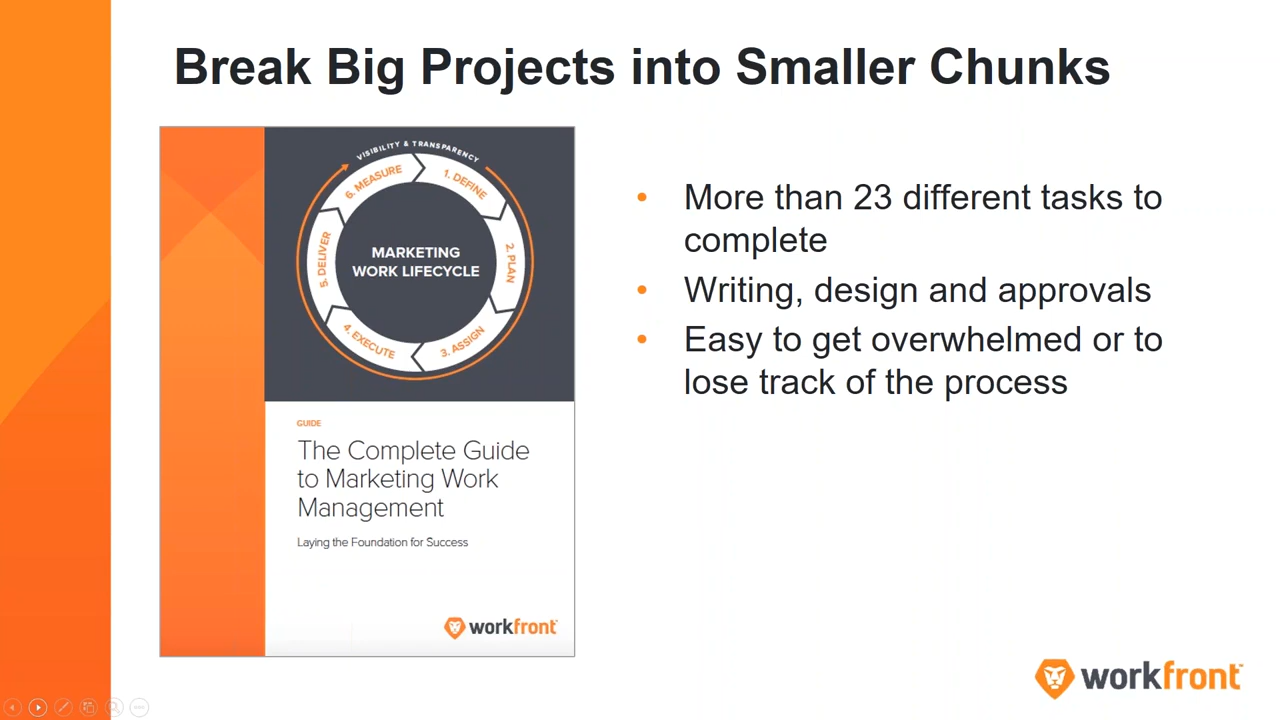 Break Big Projects into Smaller Chunks
VISIBILITY & TRANSPARENCY
1. DEFINE
2. PLAN
3. ASSIGN
4. EXECUTE
5. DELIVER
6. MEASURE
MARKETING
WORK LIFECYCLE
GUIDE
The Complete Guide
to Marketing Work
Management
Laying the Foundation for Success
workfront
• More than 23 different tasks to
complete
• Writing, design and approvals
• Easy to get overwhelmed or to
lose track of the process
workfront